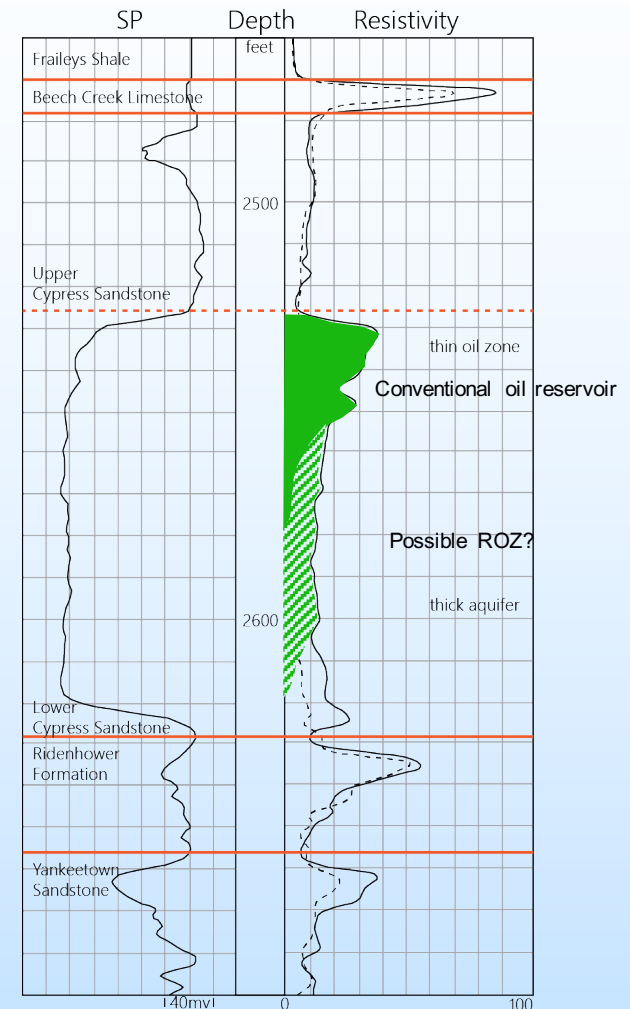 SP Depth Resistivity
feet
Fraileys Shale
Beech Creek Limestone
2500
Upper
Cypress Sandstone
thin oil zone
Conventional oil reservoir
Possible ROZ?
thick aquifer
2600
Lower
Cypress Sandstone
Ridenhower
Formation
Yankeetown
Sandstone
40mv 0 100